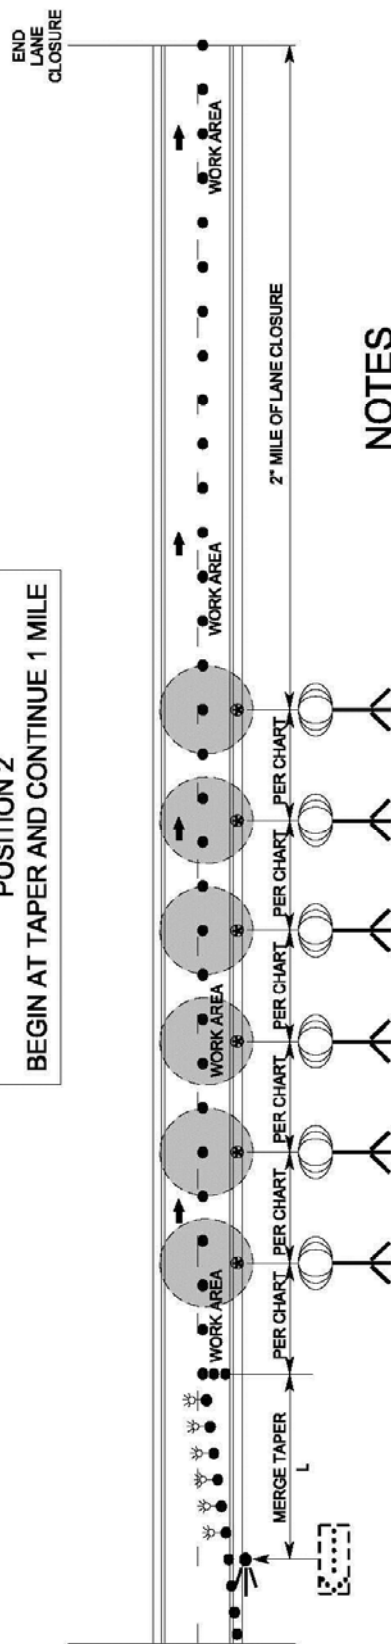 POSITION 2
BEGIN AT TAPER AND CONTINUE 1 MILE
END
LANE
CLOSURE
WORK AREA
WORK AREA
WORK AREA
WORK AREA
MERGE TAPER
L
PER CHART
PER CHART
PER CHART
PER CHART
PER CHART
PER CHART
2" MILE OF LANE CLOSURE
NOTES